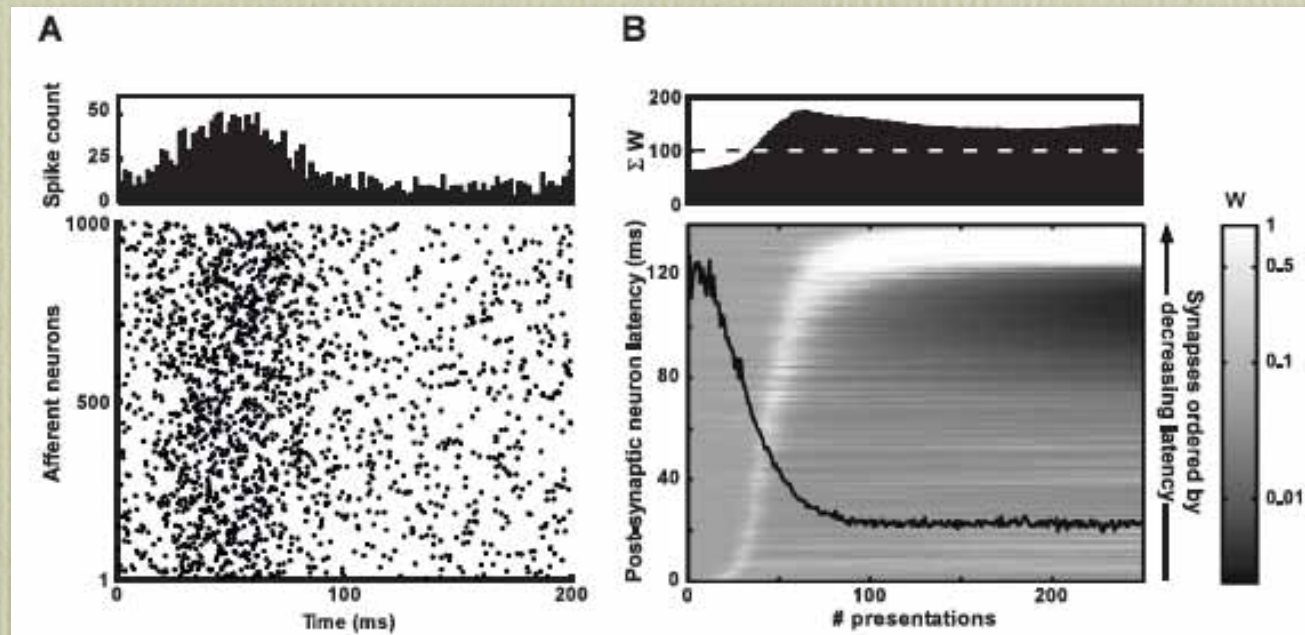 A
Spike count
50
25
0
Afferent neurons
1000
500
1
0
100
200
Time (ms)
B
Σ W
200
100
0
Post-synaptic neuron latency (ms)
120
80
40
0
0
100
200
# presentations
Synapses ordered by
decreasing latency
W
1
0.5
0.1
0.01